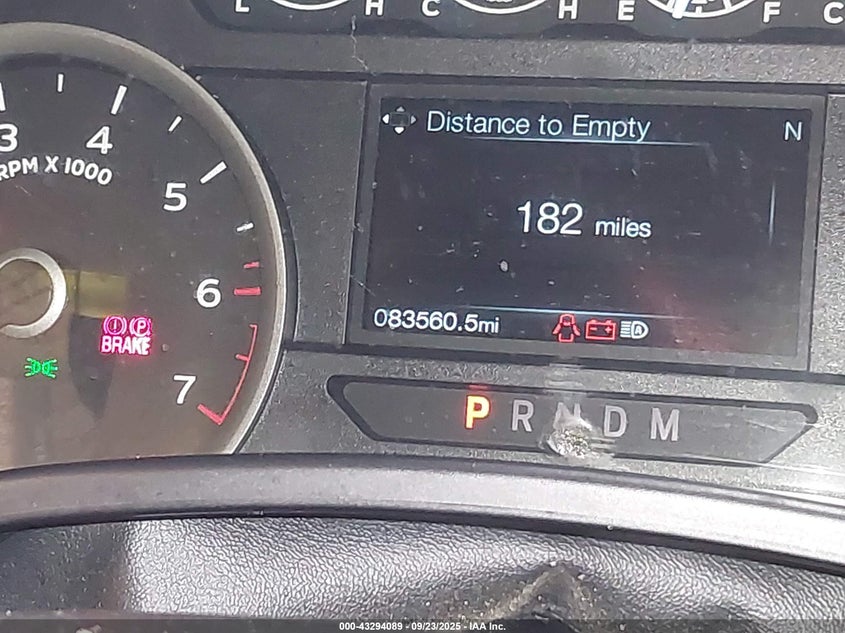 L H C H E F C
Distance to Empty N
3 4 5 6 7
RPM X 1000
182 miles
083560.5mi
BRAKE
P R N D M
000-43294089 - 09/23/2025 - IAA Inc.